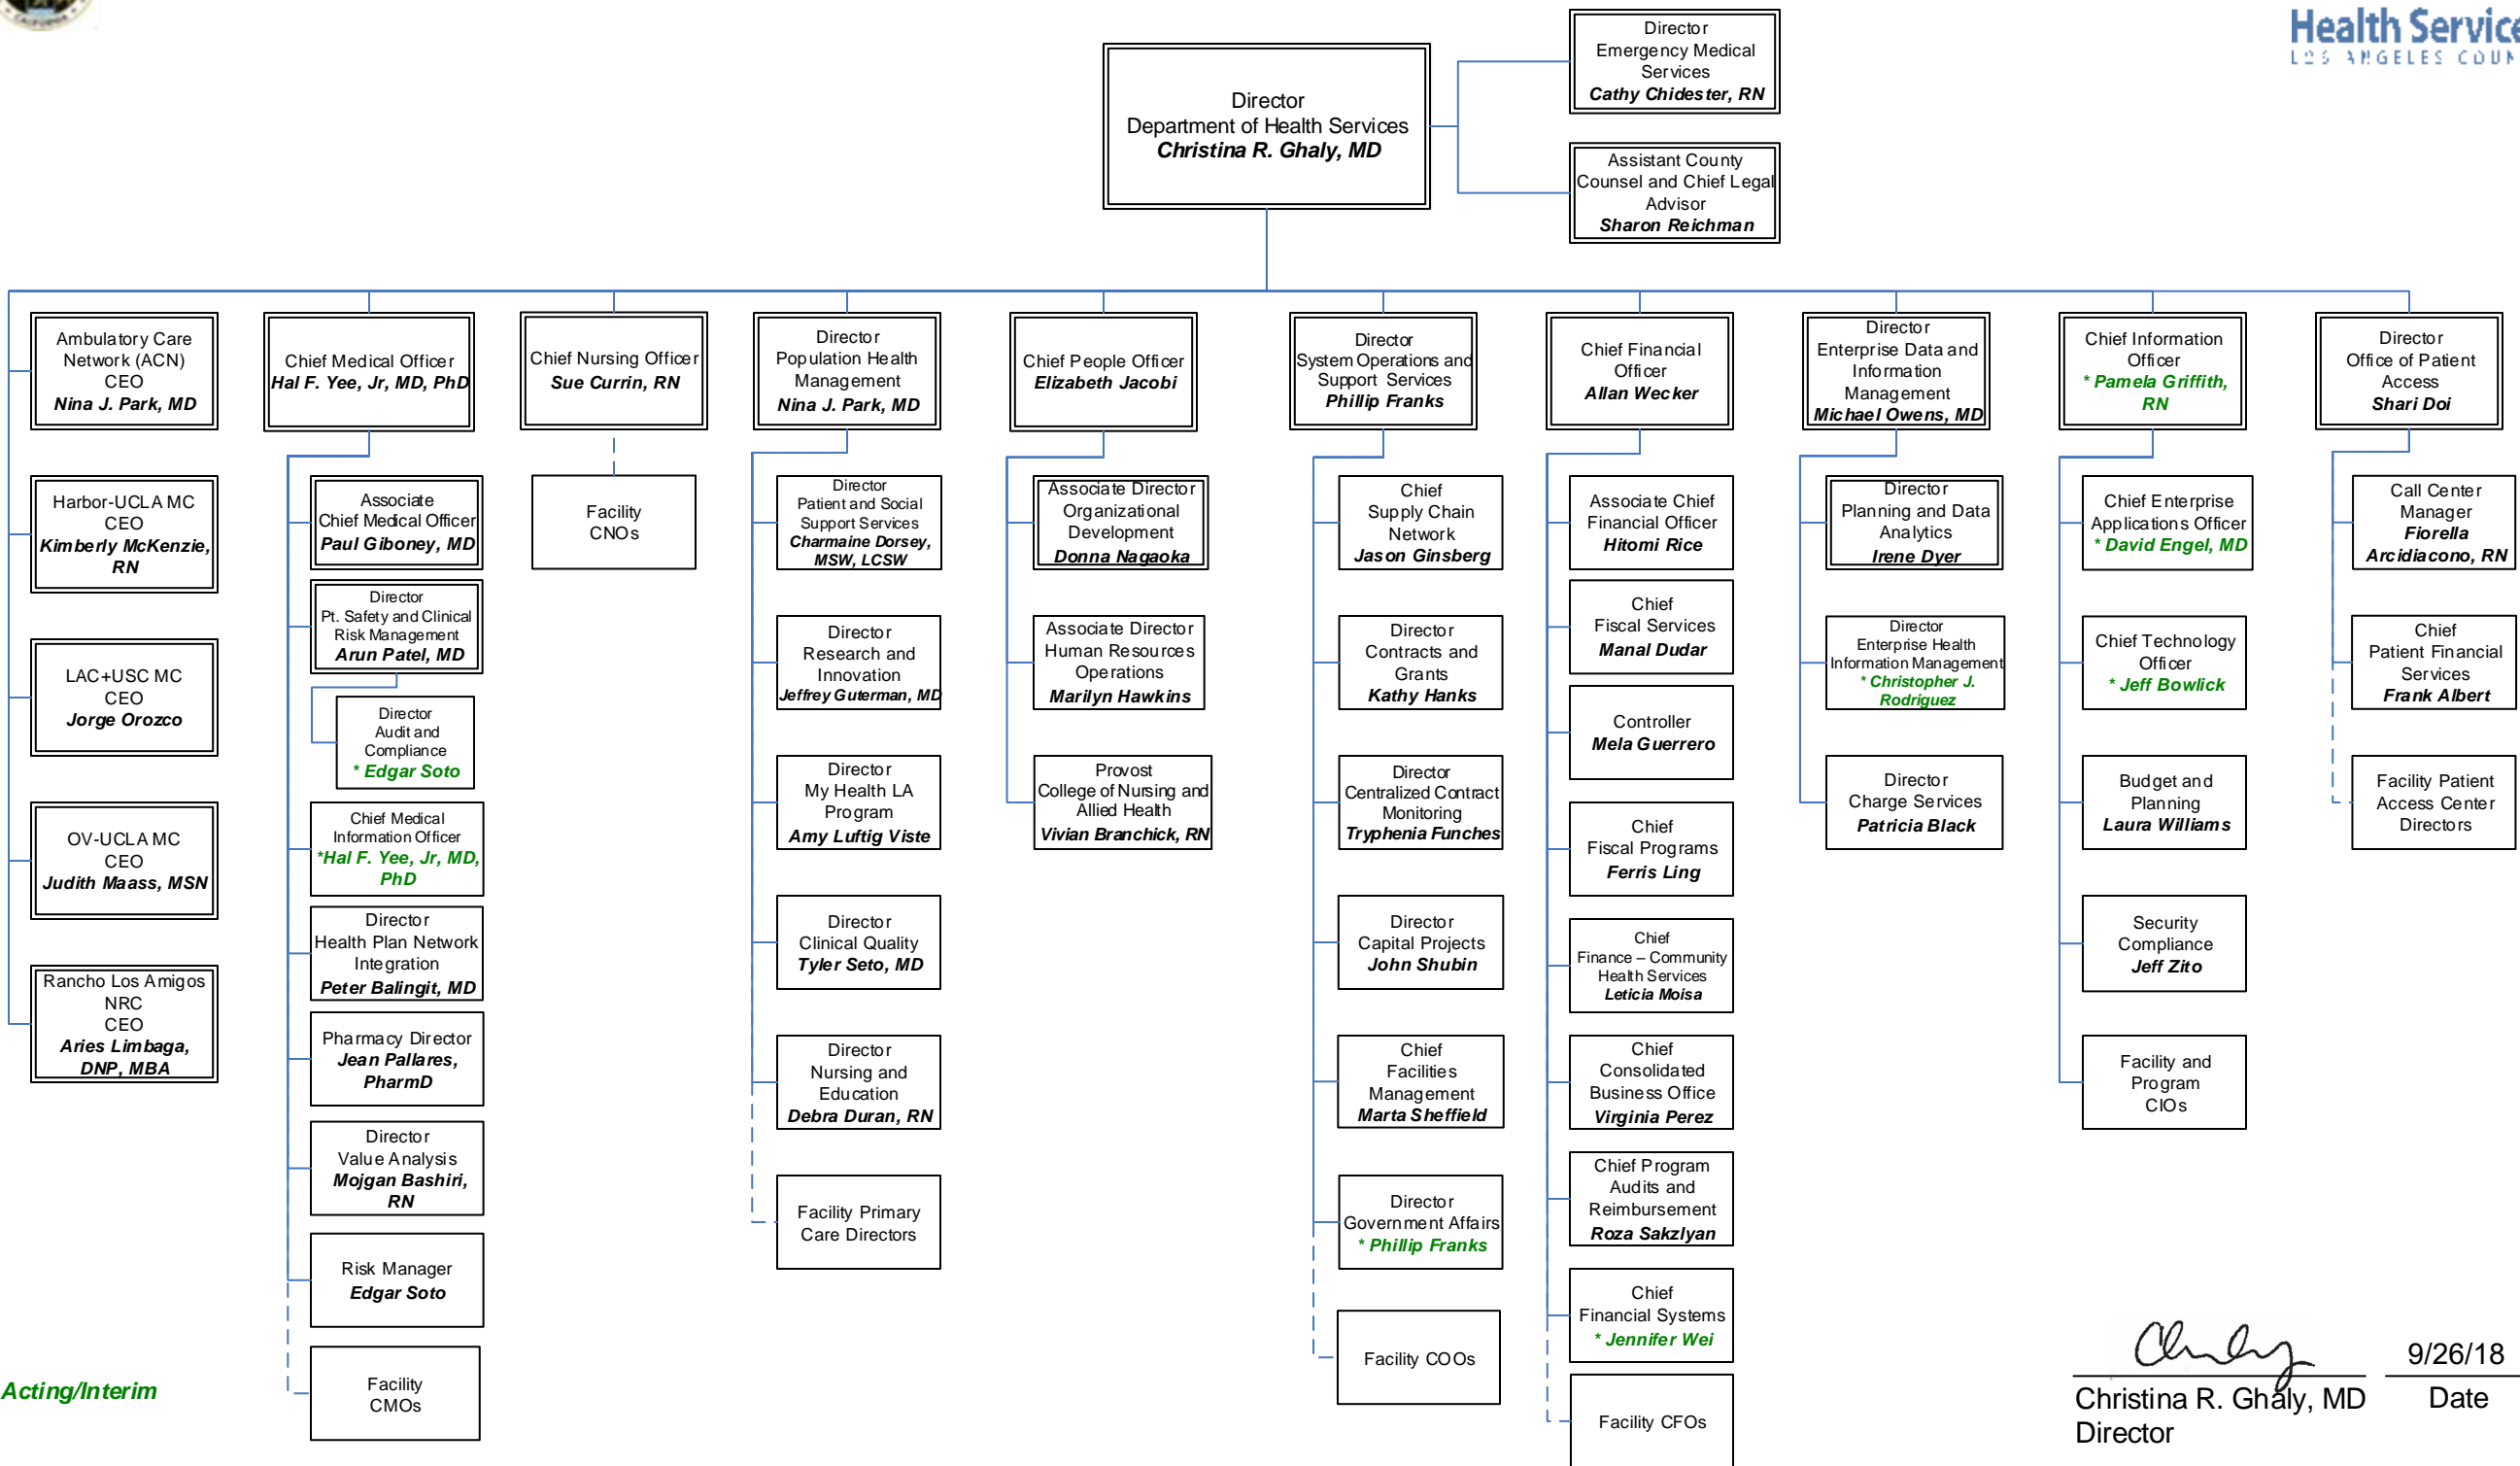 CALIFORNIA
Health Service
LOS ANGELES COUN
Director
Department of Health Services
Christina R. Ghaly, MD
Director
Emergency Medical
Services
Cathy Chidester, RN
Assistant County
Counsel and Chief Legal
Advisor
Sharon Reichman
Ambulatory Care
Network (ACN)
CEO
Nina J. Park, MD
Harbor-UCLA MC
CEO
Kimberly McKenzie,
RN
LAC+USC MC
CEO
Jorge Orozco
OV-UCLA MC
CEO
Judith Maass, MSN
Rancho Los Amigos
NRC
CEO
Aries Limbaga,
DNP, MBA
Chief Medical Officer
Hal F. Yee, Jr, MD, PhD
Associate
Chief Medical Officer
Paul Giboney, MD
Director
Pt. Safety and Clinical
Risk Management
Arun Patel, MD
Director
Audit and
Compliance
* Edgar Soto
Chief Medical
Information Officer
*Hal F. Yee, Jr, MD,
PhD
Director
Health Plan Network
Integration
Peter Balingit, MD
Pharmacy Director
Jean Pallares,
PharmD
Director
Value Analysis
Mojgan Bashiri,
RN
Risk Manager
Edgar Soto
Facility
CMOs
Chief Nursing Officer
Sue Currin, RN
Facility
CNOs
Director
Population Health
Management
Nina J. Park, MD
Director
Patient and Social
Support Services
Charmaine Dorsey,
MSW, LCSW
Director
Research and
Innovation
Jeffrey Guterman, MD
Director
My Health LA
Program
Amy Luftig Viste
Director
Clinical Quality
Tyler Seto, MD
Director
Nursing and
Education
Debra Duran, RN
Facility Primary
Care Directors
Chief People Officer
Elizabeth Jacobi
Associate Director
Organizational
Development
Donna Nagaoka
Associate Director
Human Resources
Operations
Marilyn Hawkins
Provost
College of Nursing and
Allied Health
Vivian Branchick, RN
Director
System Operations and
Support Services
Phillip Franks
Chief
Supply Chain
Network
Jason Ginsberg
Director
Contracts and
Grants
Kathy Hanks
Director
Centralized Contract
Monitoring
Tryphenia Funches
Director
Capital Projects
John Shubin
Chief
Facilities
Management
Marta Sheffield
Director
Government Affairs
* Phillip Franks
Facility COOs
Chief Financial
Officer
Allan Wecker
Associate Chief
Financial Officer
Hitomi Rice
Chief
Fiscal Services
Manal Dudar
Controller
Mela Guerrero
Chief
Fiscal Programs
Ferris Ling
Chief
Finance – Community
Health Services
Leticia Moisa
Chief
Consolidated
Business Office
Virginia Perez
Chief Program
Audits and
Reimbursement
Roza Sakzlyan
Chief
Financial Systems
* Jennifer Wei
Facility CFOs
Director
Enterprise Data and
Information
Management
Michael Owens, MD
Director
Planning and Data
Analytics
Irene Dyer
Director
Enterprise Health
Information Management
* Christopher J.
Rodriguez
Director
Charge Services
Patricia Black
Chief Information
Officer
* Pamela Griffith,
RN
Chief Enterprise
Applications Officer
* David Engel, MD
Chief Technology
Officer
* Jeff Bowlick
Budget and
Planning
Laura Williams
Security
Compliance
Jeff Zito
Facility and
Program
CIOs
Director
Office of Patient
Access
Shari Doi
Call Center
Manager
Fiorella
Arcidiacono, RN
Chief
Patient Financial
Services
Frank Albert
Facility Patient
Access Center
Directors
Acting/Interim
9/26/18
Christina R. Ghaly, MD
Date
Director